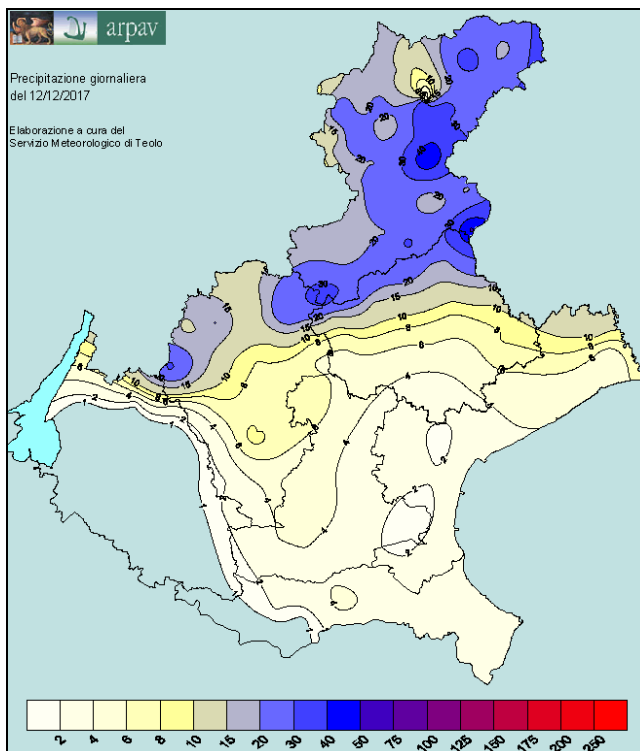 arpav
Precipitazione giornaliera
del 12/12/2017
Elaborazione a cura del
Servizio Meteorologico di Teolo
2 4 6 8 10 15 20 30 40 50 75 100 125 150 175 200 250